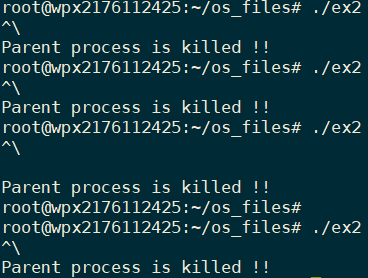 root@wpx2176112425:~/os_files# ./ex2
^\
Parent process is killed !!
root@wpx2176112425:~/os_files# ./ex2
^\
Parent process is killed !!
root@wpx2176112425:~/os_files# ./ex2
^\
Parent process is killed !!
root@wpx2176112425:~/os_files#
root@wpx2176112425:~/os_files# ./ex2
^\
Parent process is killed !!